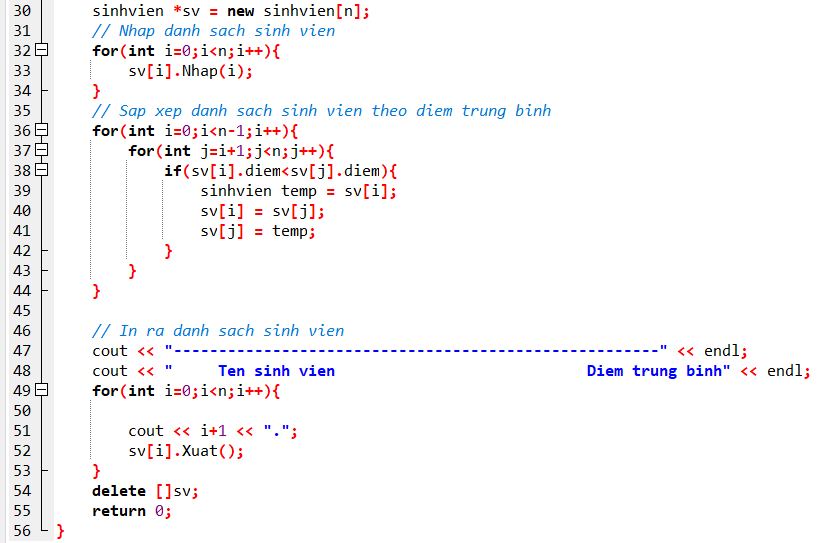 30 sinhvien *sv = new sinhvien[n];
31 // Nhap danh sach sinh vien
32 for(int i=0;i<n;i++){
33 sv[i].Nhap(i);
34 }
35 // Sap xep danh sach sinh vien theo diem trung binh
36 for(int i=0;i<n-1;i++){
37 for(int j=i+1;j<n;j++){
38 if(sv[i].diem<sv[j].diem){
39 sinhvien temp = sv[i];
40 sv[i] = sv[j];
41 sv[j] = temp;
42 }
43 }
44 }
45
46 // In ra danh sach sinh vien
47 cout << "------------------------------------------------------" << endl;
48 cout << "     Ten sinh vien                            Diem trung binh" << endl;
49 for(int i=0;i<n;i++){
50
51 cout << i+1 << ".";
52 sv[i].Xuat();
53 }
54 delete []sv;
55 return 0;
56 }